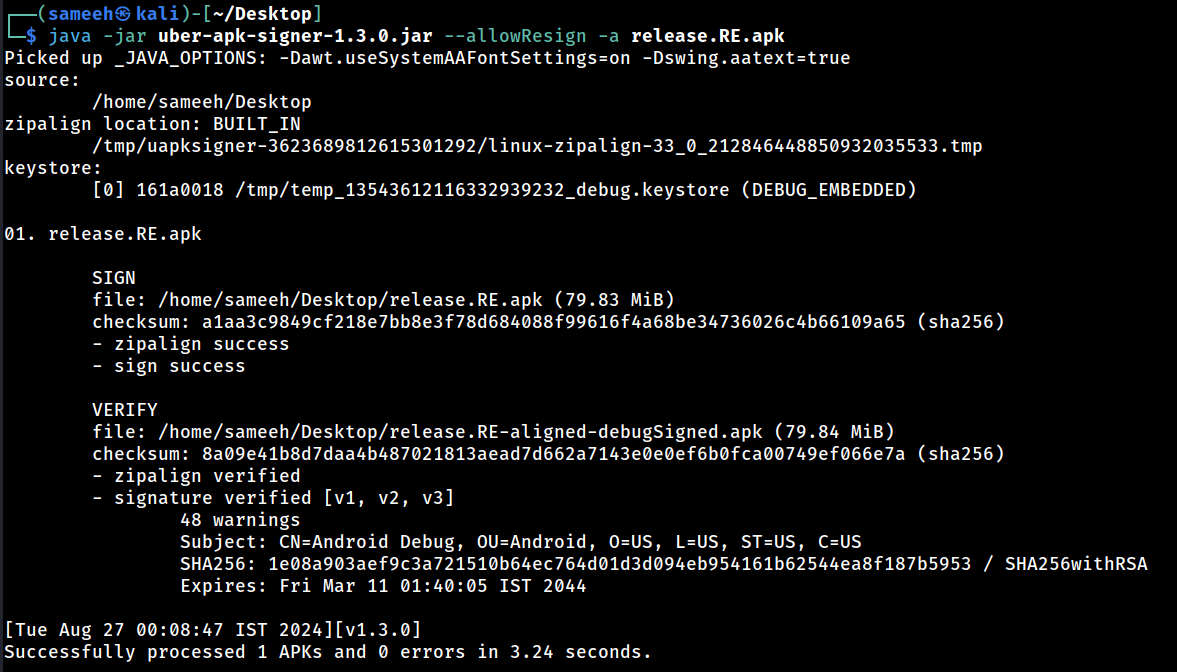 ┌──(sameeh㉿kali)-[~/Desktop]
└─$ java -jar uber-apk-signer-1.3.0.jar --allowResign -a release.RE.apk
Picked up _JAVA_OPTIONS: -Dawt.useSystemAAFontSettings=on -Dswing.aatext=true
source:
        /home/sameeh/Desktop
zipalign location: BUILT_IN
        /tmp/uapksigner-3623689812615301292/linux-zipalign-33_0_212846448850932035533.tmp
keystore:
        [0] 161a0018 /tmp/temp_13543612116332939232_debug.keystore (DEBUG_EMBEDDED)
01. release.RE.apk
        SIGN
        file: /home/sameeh/Desktop/release.RE.apk (79.83 MiB)
        checksum: a1aa3c9849cf218e7bb8e3f78d684088f99616f4a68be34736026c4b66109a65 (sha256)
        - zipalign success
        - sign success
        VERIFY
        file: /home/sameeh/Desktop/release.RE-aligned-debugSigned.apk (79.84 MiB)
        checksum: 8a09e41b8d7daa4b487021813aead7d662a7143e0e0ef6b0fca00749ef066e7a (sha256)
        - zipalign verified
        - signature verified [v1, v2, v3]
                48 warnings
                Subject: CN=Android Debug, OU=Android, O=US, L=US, ST=US, C=US
                SHA256: 1e08a903aef9c3a721510b64ec764d01d3d094eb954161b62544ea8f187b5953 / SHA256withRSA
                Expires: Fri Mar 11 01:40:05 IST 2044
[Tue Aug 27 00:08:47 IST 2024][v1.3.0]
Successfully processed 1 APKs and 0 errors in 3.24 seconds.